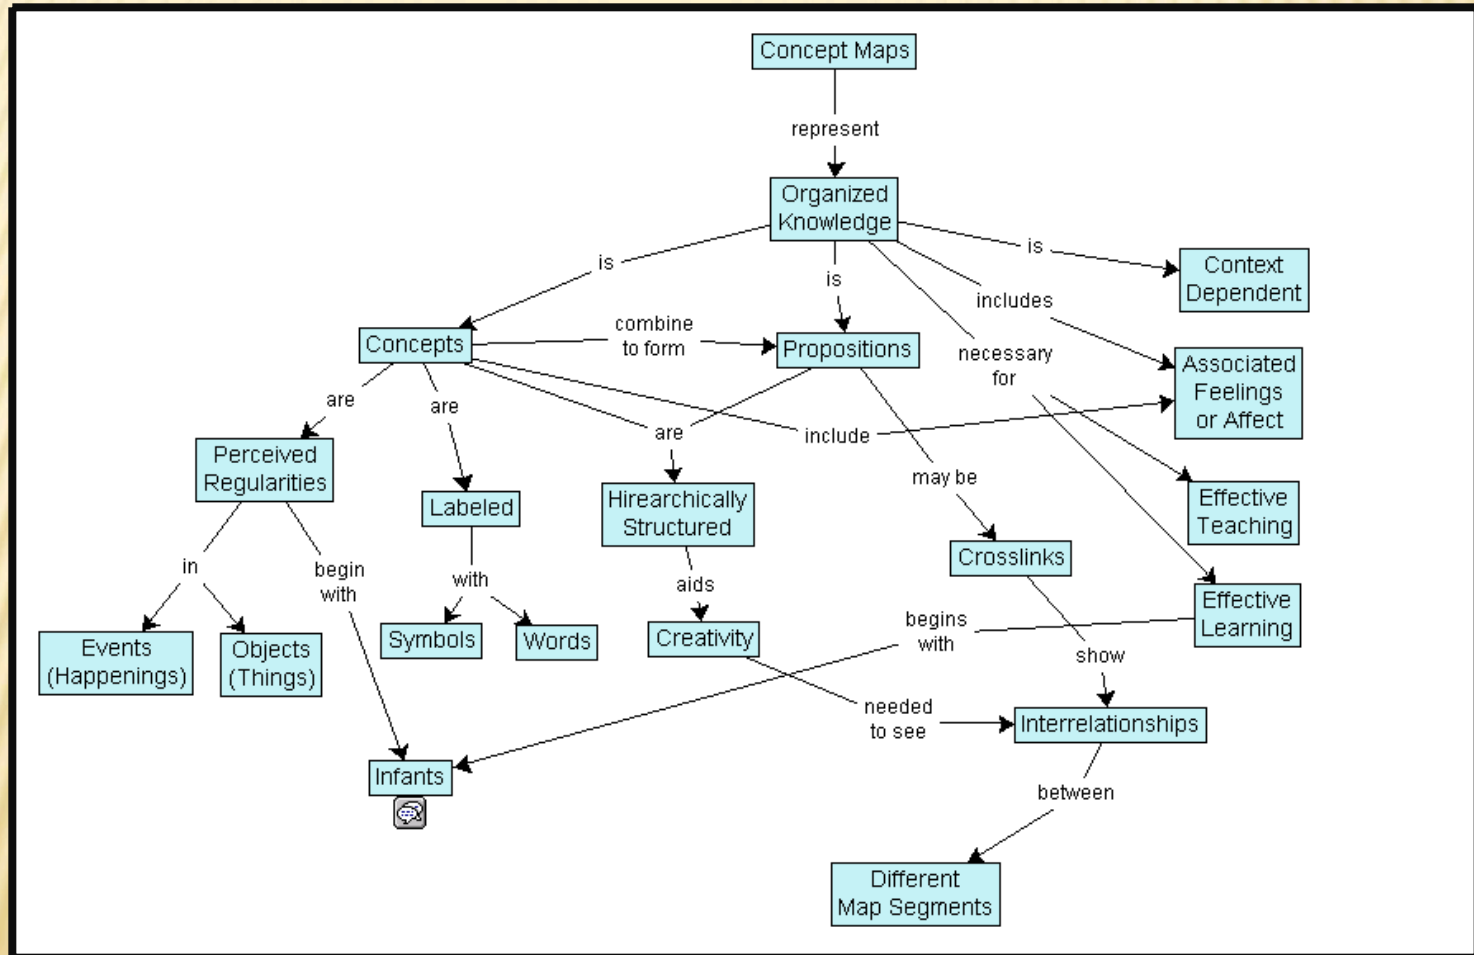 Concept Maps
represent
Organized
Knowledge
is
is
is
Context
Dependent
includes
combine
to form
Concepts
Propositions
necessary
for
Associated
Feelings
or Affect
are
are
are
include
Perceived
Regularities
may be
Labeled
Hirearchically
Structured
Effective
Teaching
Crosslinks
in
begin
with
with
aids
Effective
Learning
Events
(Happenings)
Objects
(Things)
Symbols
Words
Creativity
begins
with
show
needed
to see
Interrelationships
Infants
between
Different
Map Segments